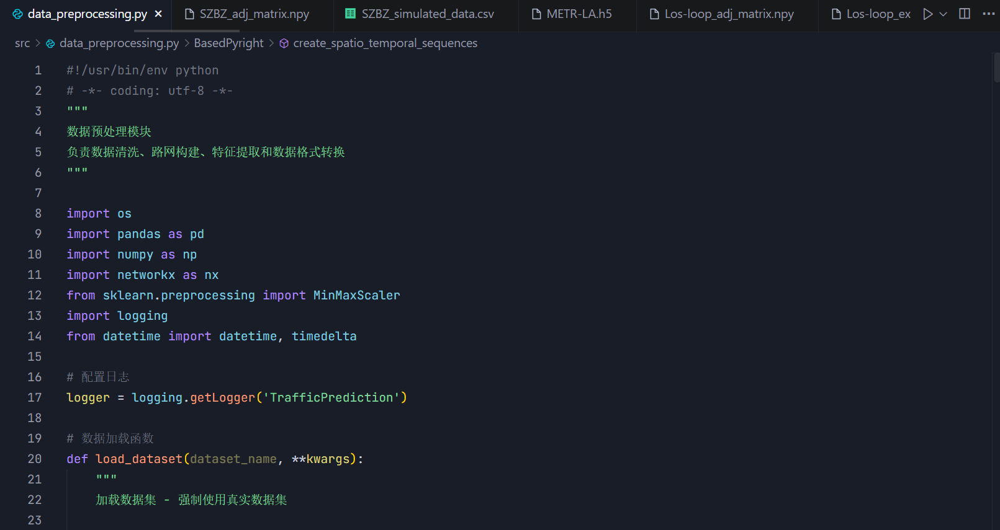 data_preprocessing.py
SZBZ_adj_matrix.npy
SZBZ_simulated_data.csv
METR-LA.h5
Los-loop_adj_matrix.npy
Los-loop_ex
src > data_preprocessing.py > BasedPyright > create_spatio_temporal_sequences
1 #!/usr/bin/env python
2 # -*- coding: utf-8 -*-
3 """
4 数据预处理模块
5 负责数据清洗、路网构建、特征提取和数据格式转换
6 """
7
8 import os
9 import pandas as pd
10 import numpy as np
11 import networkx as nx
12 from sklearn.preprocessing import MinMaxScaler
13 import logging
14 from datetime import datetime, timedelta
15
16 # 配置日志
17 logger = logging.getLogger('TrafficPrediction')
18
19 # 数据加载函数
20 def load_dataset(dataset_name, **kwargs):
21 """
22 加载数据集 - 强制使用真实数据集
23